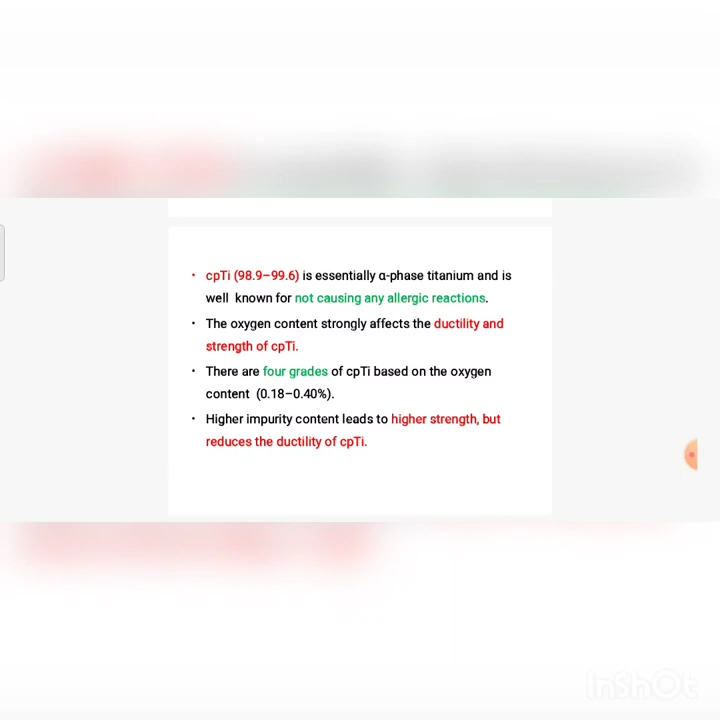 • cpTi (98.9–99.6) is essentially α-phase titanium and is
well known for not causing any allergic reactions.
• The oxygen content strongly affects the ductility and
strength of cpTi.
• There are four grades of cpTi based on the oxygen
content (0.18–0.40%).
• Higher impurity content leads to higher strength, but
reduces the ductility of cpTi.
InShOt